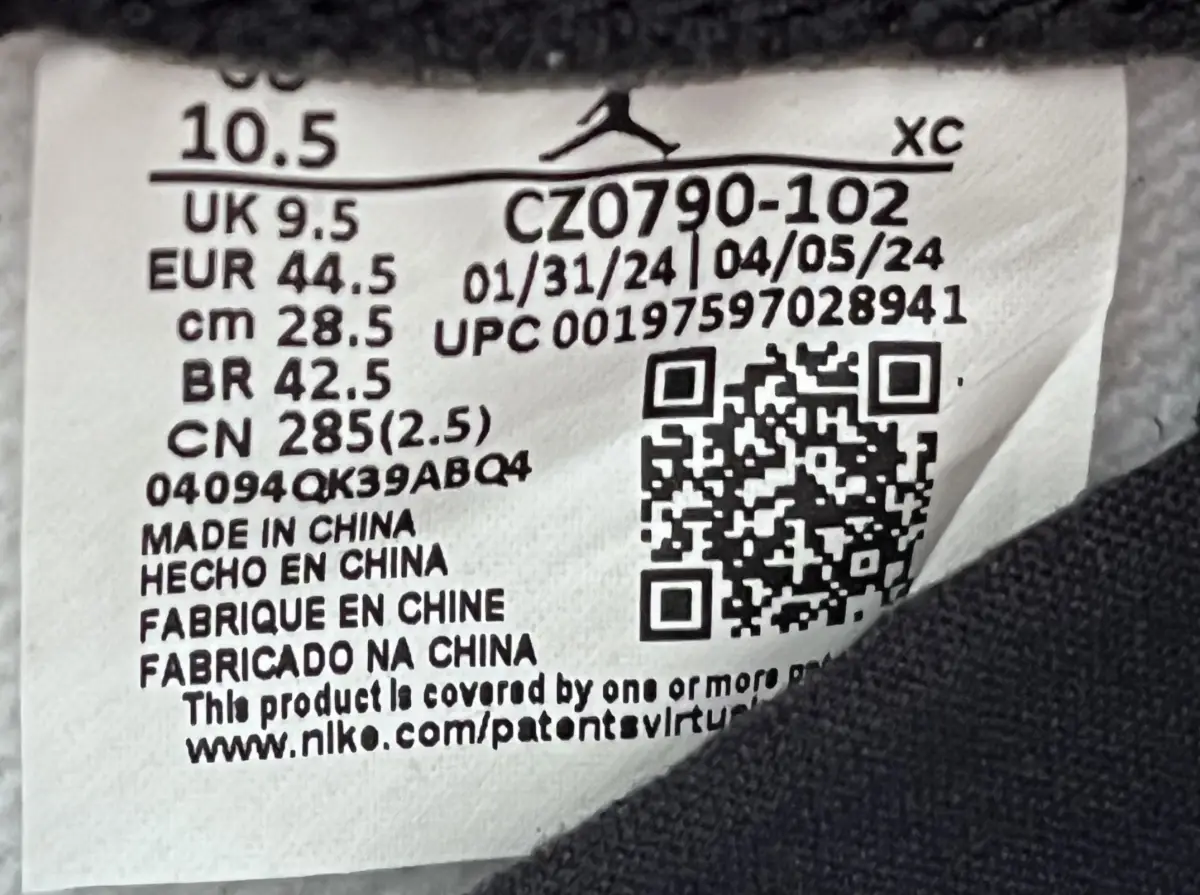 10.5
XC
UK 9.5
CZ0790-102
EUR 44.5
01/31/24 | 04/05/24
cm 28.5
UPC 00197597028941
BR 42.5
CN 285(2.5)
04094QK39ABQ4
MADE IN CHINA
HECHO EN CHINA
FABRIQUE EN CHINE
FABRICADO NA CHINA
This product is covered by one or more
www.nike.com/patentsvirtu